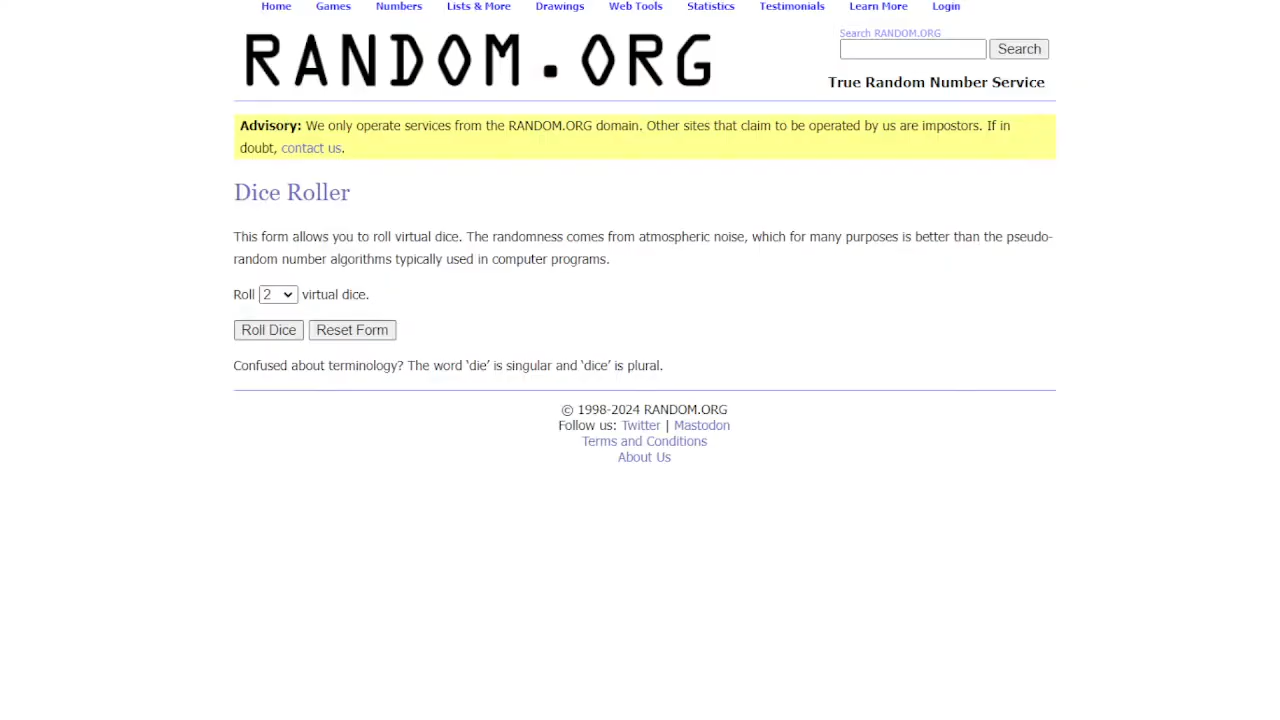 Home Games Numbers Lists & More Drawings Web Tools Statistics Testimonials Learn More Login
RANDOM.ORG
Search RANDOM.ORG
Search
True Random Number Service
Advisory: We only operate services from the RANDOM.ORG domain. Other sites that claim to be operated by us are impostors. If in
doubt, contact us.
Dice Roller
This form allows you to roll virtual dice. The randomness comes from atmospheric noise, which for many purposes is better than the pseudo-
random number algorithms typically used in computer programs.
Roll 2 virtual dice.
Roll Dice Reset Form
Confused about terminology? The word ‘die’ is singular and ‘dice’ is plural.
© 1998-2024 RANDOM.ORG
Follow us: Twitter | Mastodon
Terms and Conditions
About Us